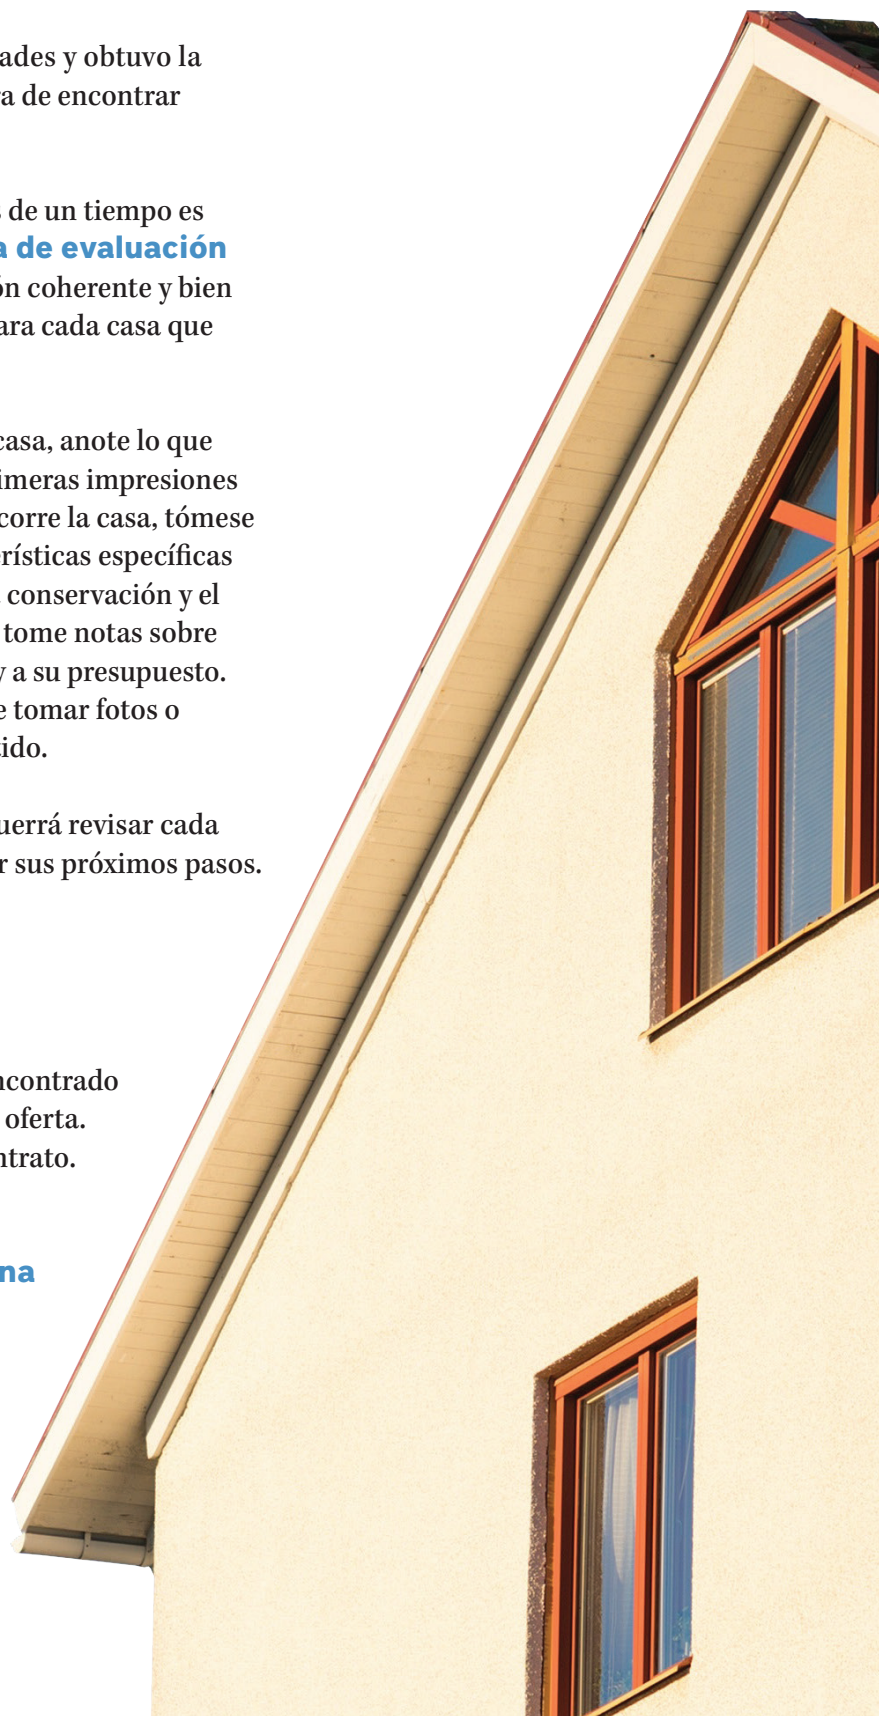 ades y obtuvo la
a de encontrar
de un tiempo es
a de evaluación
ón coherente y bien
ara cada casa que
casa, anote lo que
imeras impresiones
corre la casa, tómese
erísticas específicas
conservación y el
tome notas sobre
y a su presupuesto.
e tomar fotos o
tido.
uerrá revisar cada
r sus próximos pasos.
ncontrado
oferta.
ntrato.
na